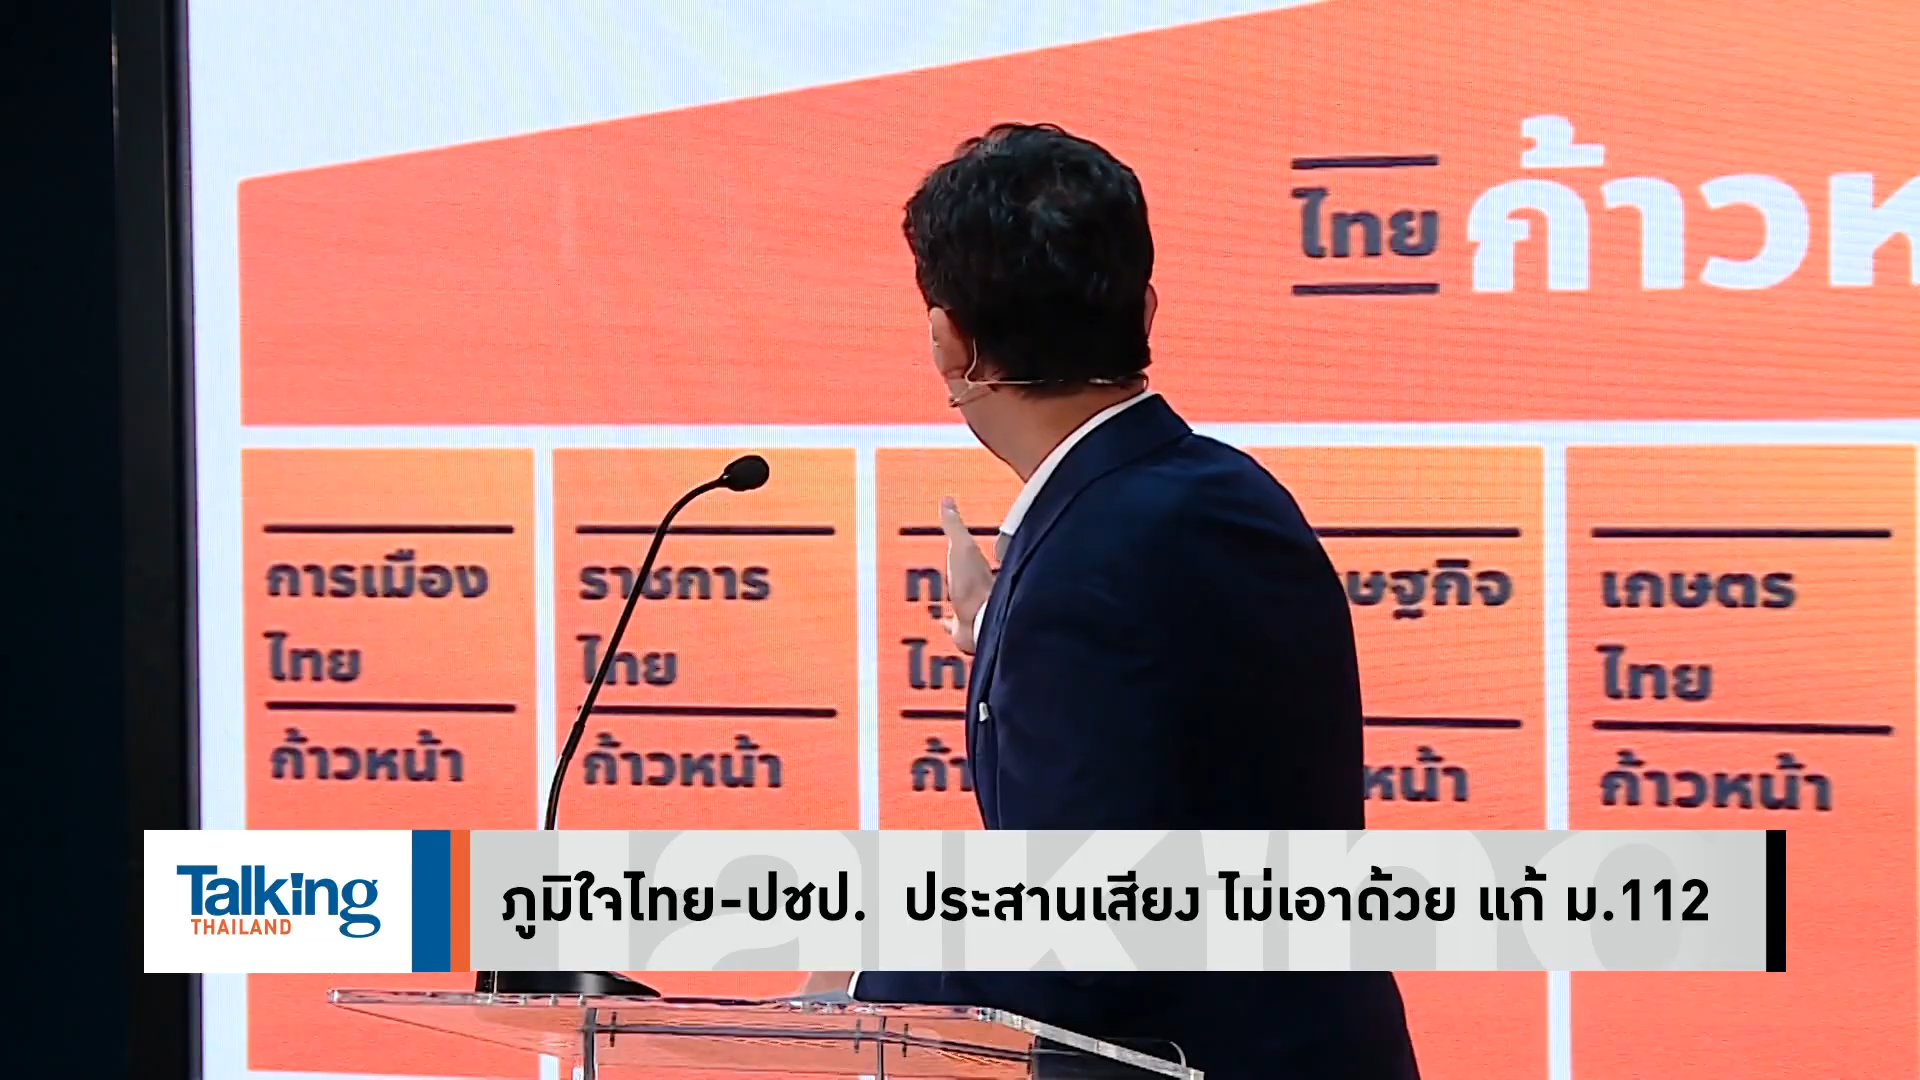 ไทย ก้าวห
การเมือง
ไทย
ก้าวหน้า
ราชการ
ไทย
ก้าวหน้า
ไท
ก้า
ษฐกิจ
หน้า
เกษตร
ไทย
ก้าวหน้า
Talking
THAILAND
ภูมิใจไทย-ปชป. ประสานเสียง ไม่เอาด้วย แก้ ม.112